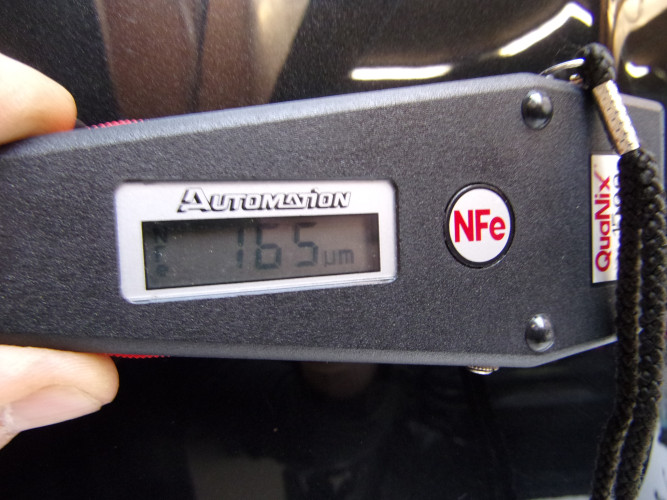 AUTOMATION
165 µm
NFe
QuaNix